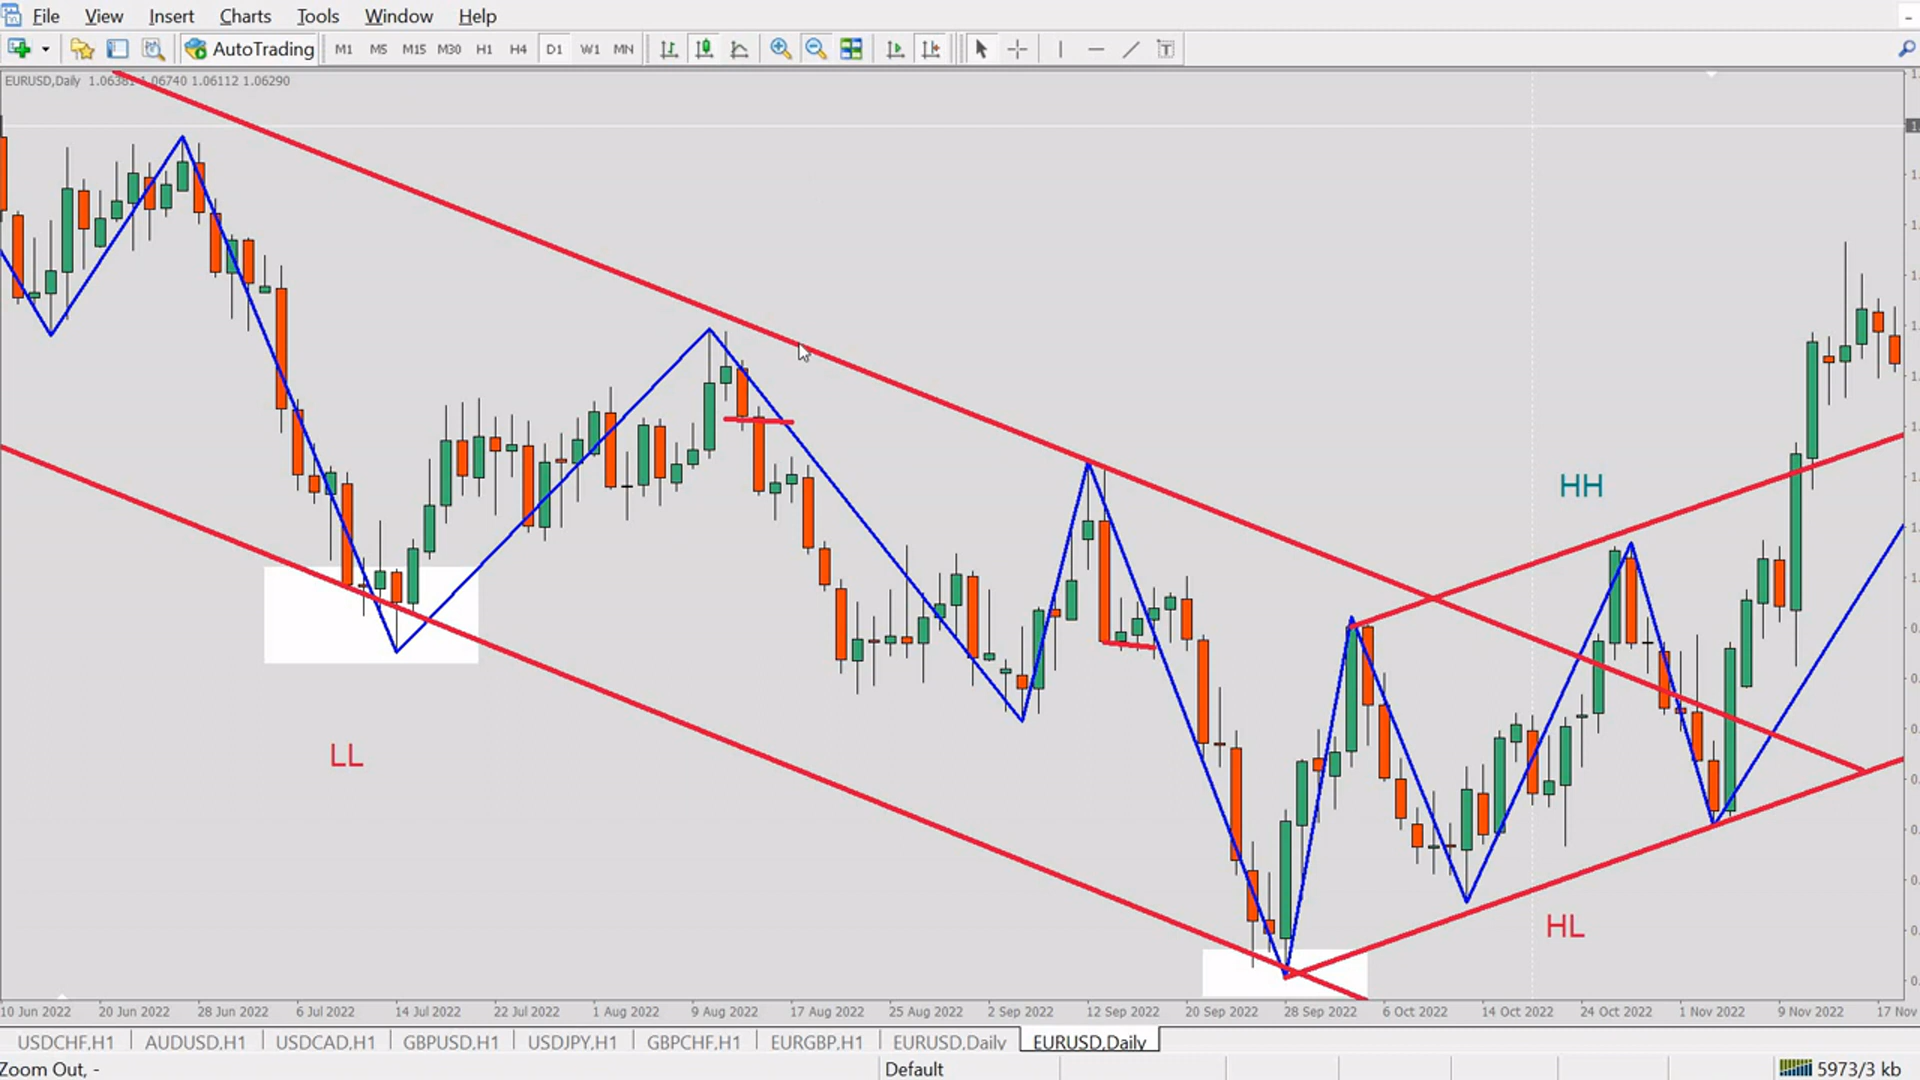 File View Insert Charts Tools Window Help
AutoTrading M1 M5 M15 M30 H1 H4 D1 W1 MN T
EURUSD,Daily 1.06381 1.06740 1.06112 1.06290
HH
LL
HL
10 Jun 2022 20 Jun 2022 28 Jun 2022 6 Jul 2022 14 Jul 2022 22 Jul 2022 1 Aug 2022 9 Aug 2022 17 Aug 2022 25 Aug 2022 2 Sep 2022 12 Sep 2022 20 Sep 2022 28 Sep 2022 6 Oct 2022 14 Oct 2022 24 Oct 2022 1 Nov 2022 9 Nov 2022 17 Nov
USDCHF,H1 AUDUSD,H1 USDCAD,H1 GBPUSD,H1 USDJPY,H1 GBPCHF,H1 EURGBP,H1 EURUSD,Daily EURUSD,Daily
Zoom Out, - Default 5973/3 kb